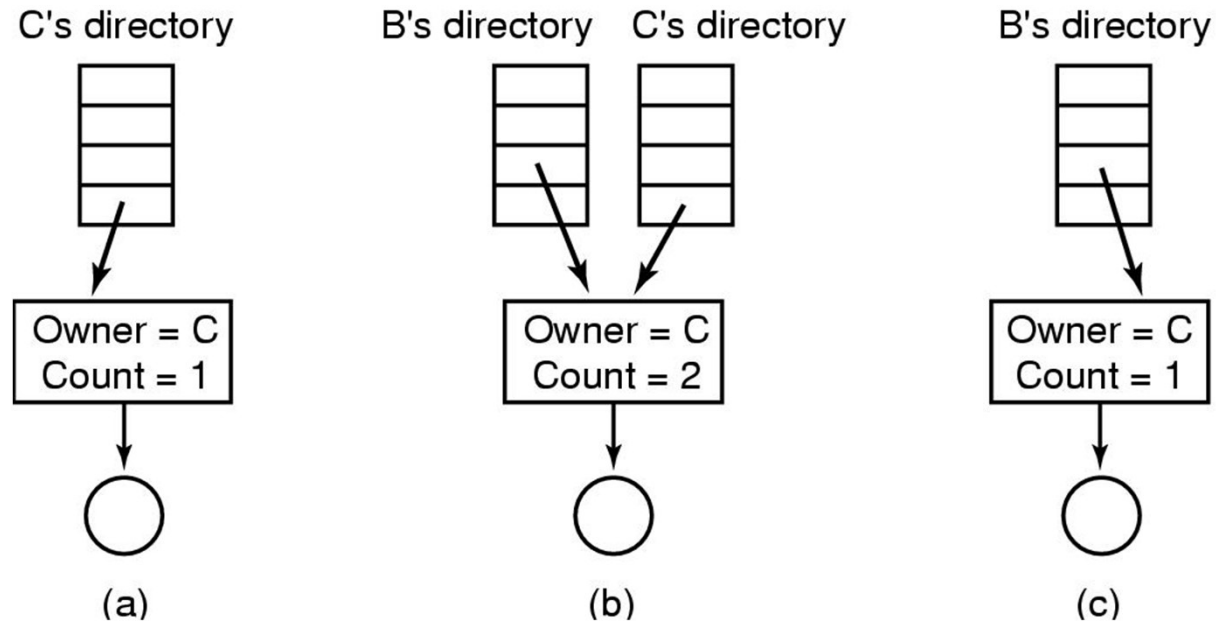 C's directory
B's directory
C's directory
B's directory
Owner = C
Count = 1
Owner = C
Count = 2
Owner = C
Count = 1
(a)
(b)
(c)